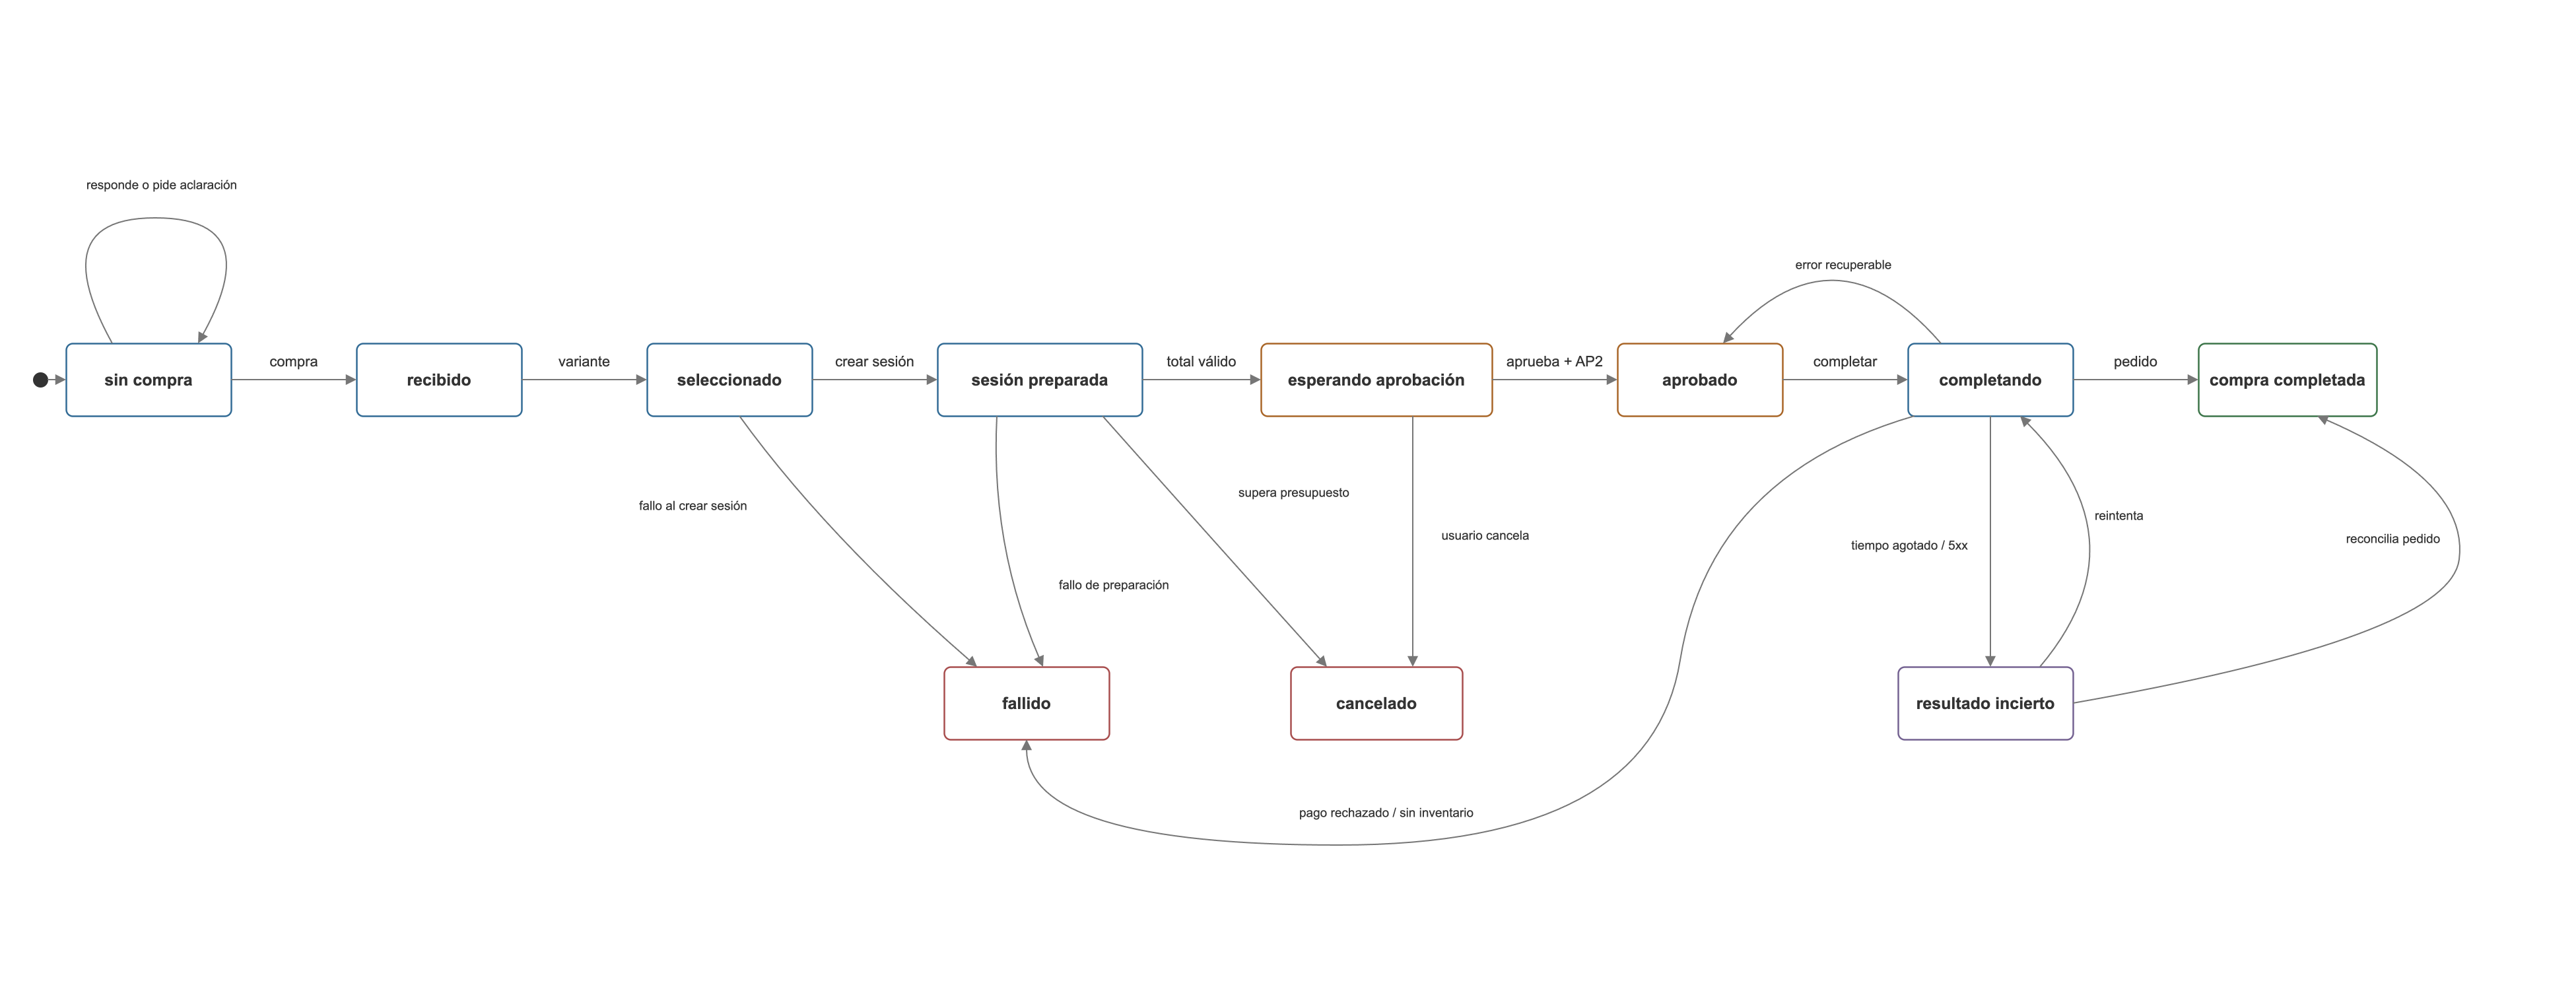 responde o pide aclaración
error recuperable
sin compra
compra
recibido
variante
seleccionado
crear sesión
sesión preparada
total válido
esperando aprobación
aprueba + AP2
aprobado
completar
completando
pedido
compra completada
fallo al crear sesión
supera presupuesto
usuario cancela
fallo de preparación
tiempo agotado / 5xx
reintenta
reconcilia pedido
fallido
cancelado
resultado incierto
pago rechazado / sin inventario